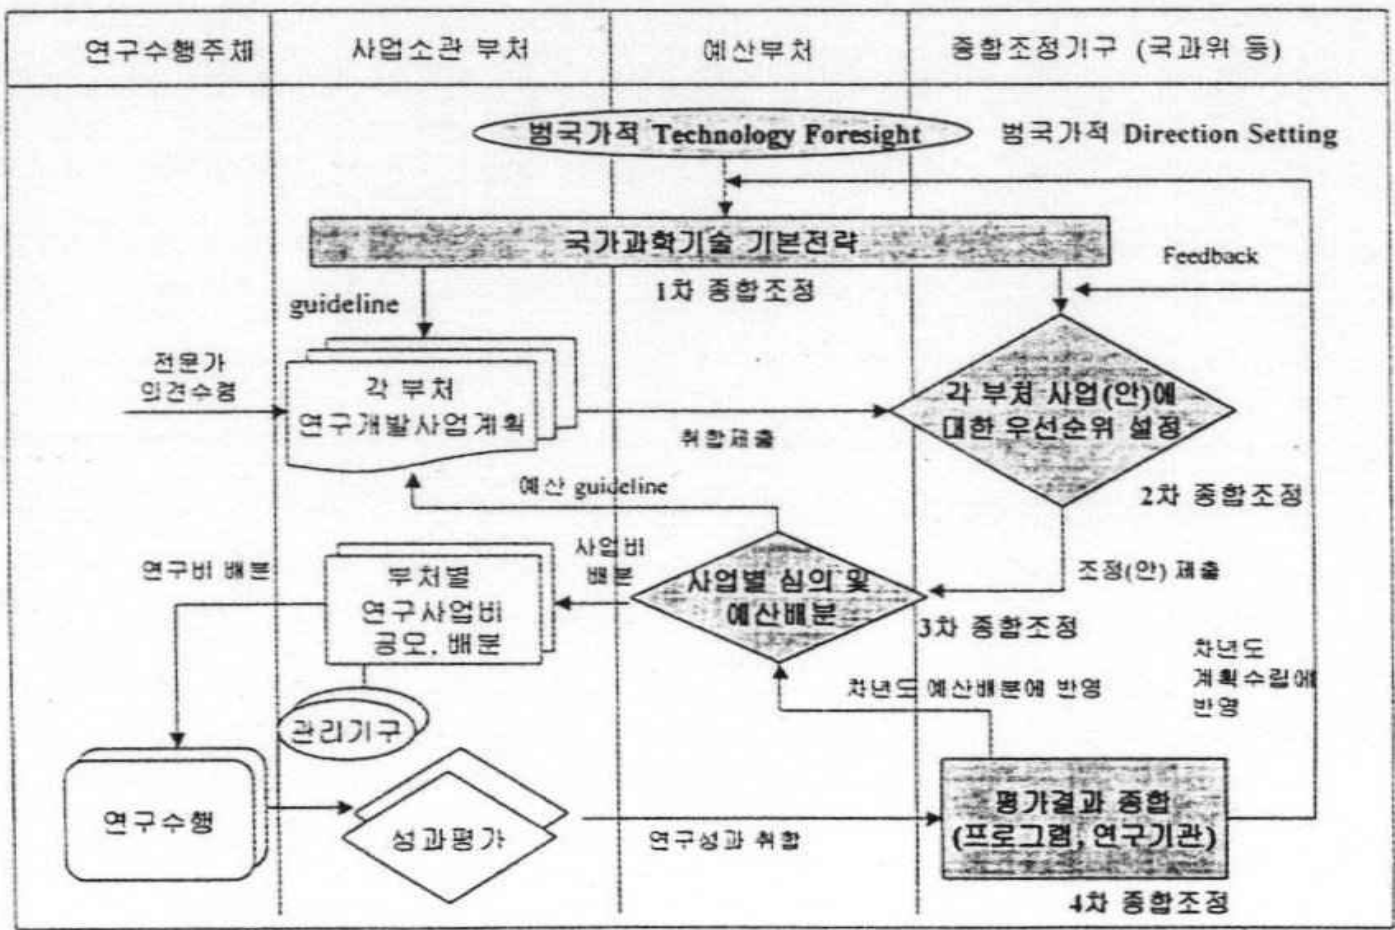 연구수행주체
사업소관 부처
예산부처
종합조정기구 (국과위 등)
범국가적 Technology Foresight
범국가적 Direction Setting
국가과학기술 기본전략
Feedback
1차 종합조정
guideline
전문가
의견수렴
각 부처
연구개발사업계획
취합제출
각 부처 사업(안)에
대한 우선순위 설정
2차 종합조정
예산 guideline
조정(안) 제출
연구비 배분
부처별
연구사업비
공모, 배분
사업비
배분
사업별 심의 및
예산배분
3차 종합조정
차년도
계획수립에
반영
차년도 예산배분에 반영
관리기구
연구수행
성과평가
연구성과 취합
평가결과 종합
(프로그램, 연구기관)
4차 종합조정